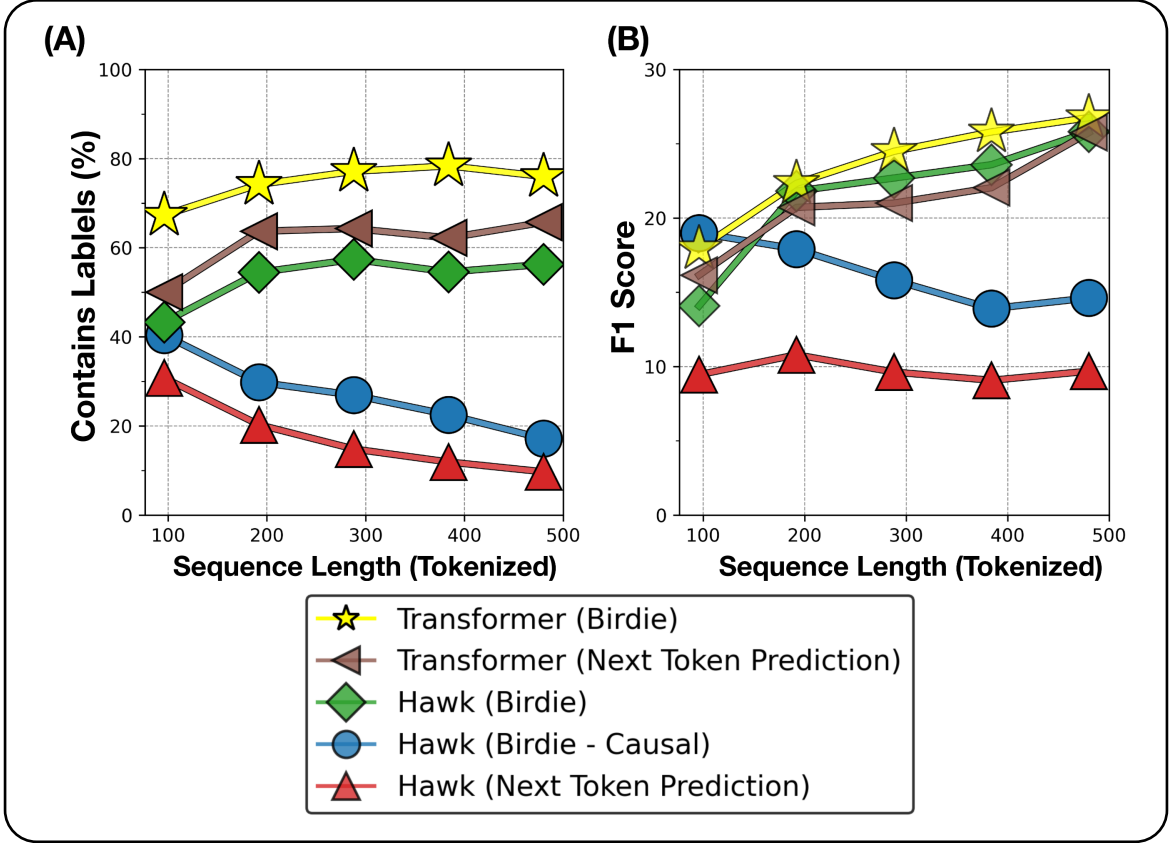 (A)
(B)
100
80
60
40
20
0
Contains Lablels (%)
100
200
300
400
500
Sequence Length (Tokenized)
30
20
10
0
F1 Score
100
200
300
400
500
Sequence Length (Tokenized)
Transformer (Birdie)
Transformer (Next Token Prediction)
Hawk (Birdie)
Hawk (Birdie - Causal)
Hawk (Next Token Prediction)